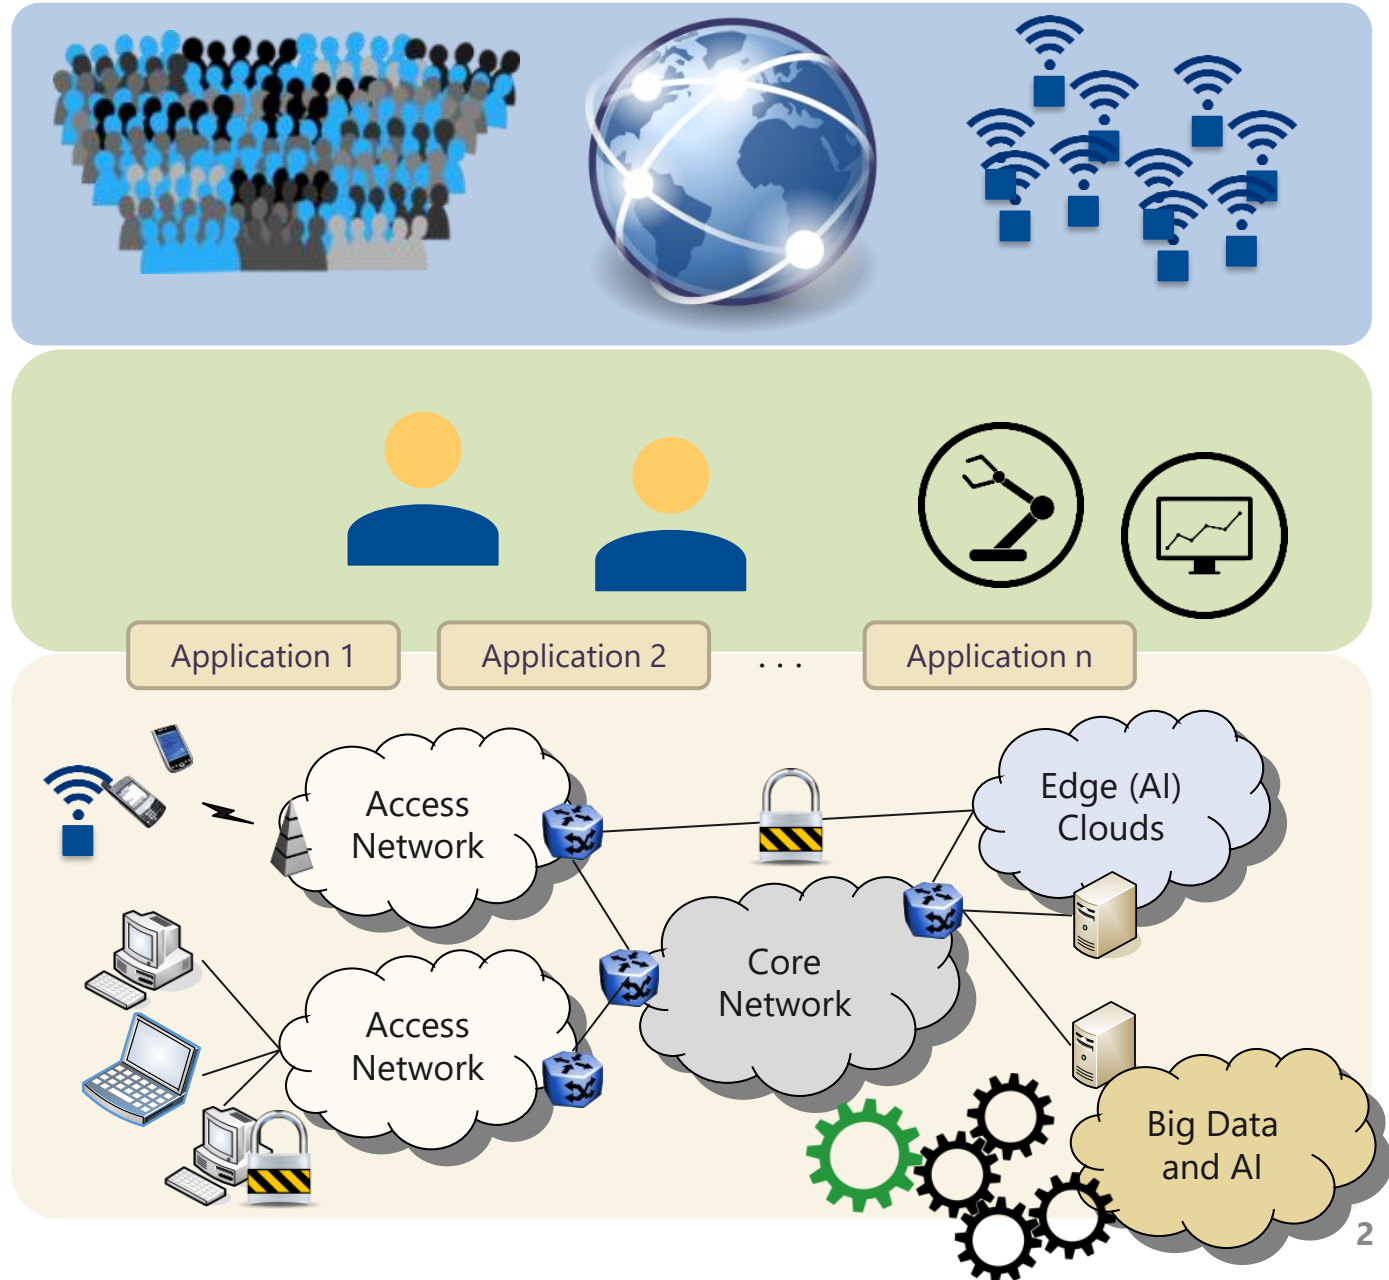 Application 1
Application 2
. . .
Application n
Access
Network
Edge (AI)
Clouds
Core
Network
Access
Network
Big Data
and AI
2